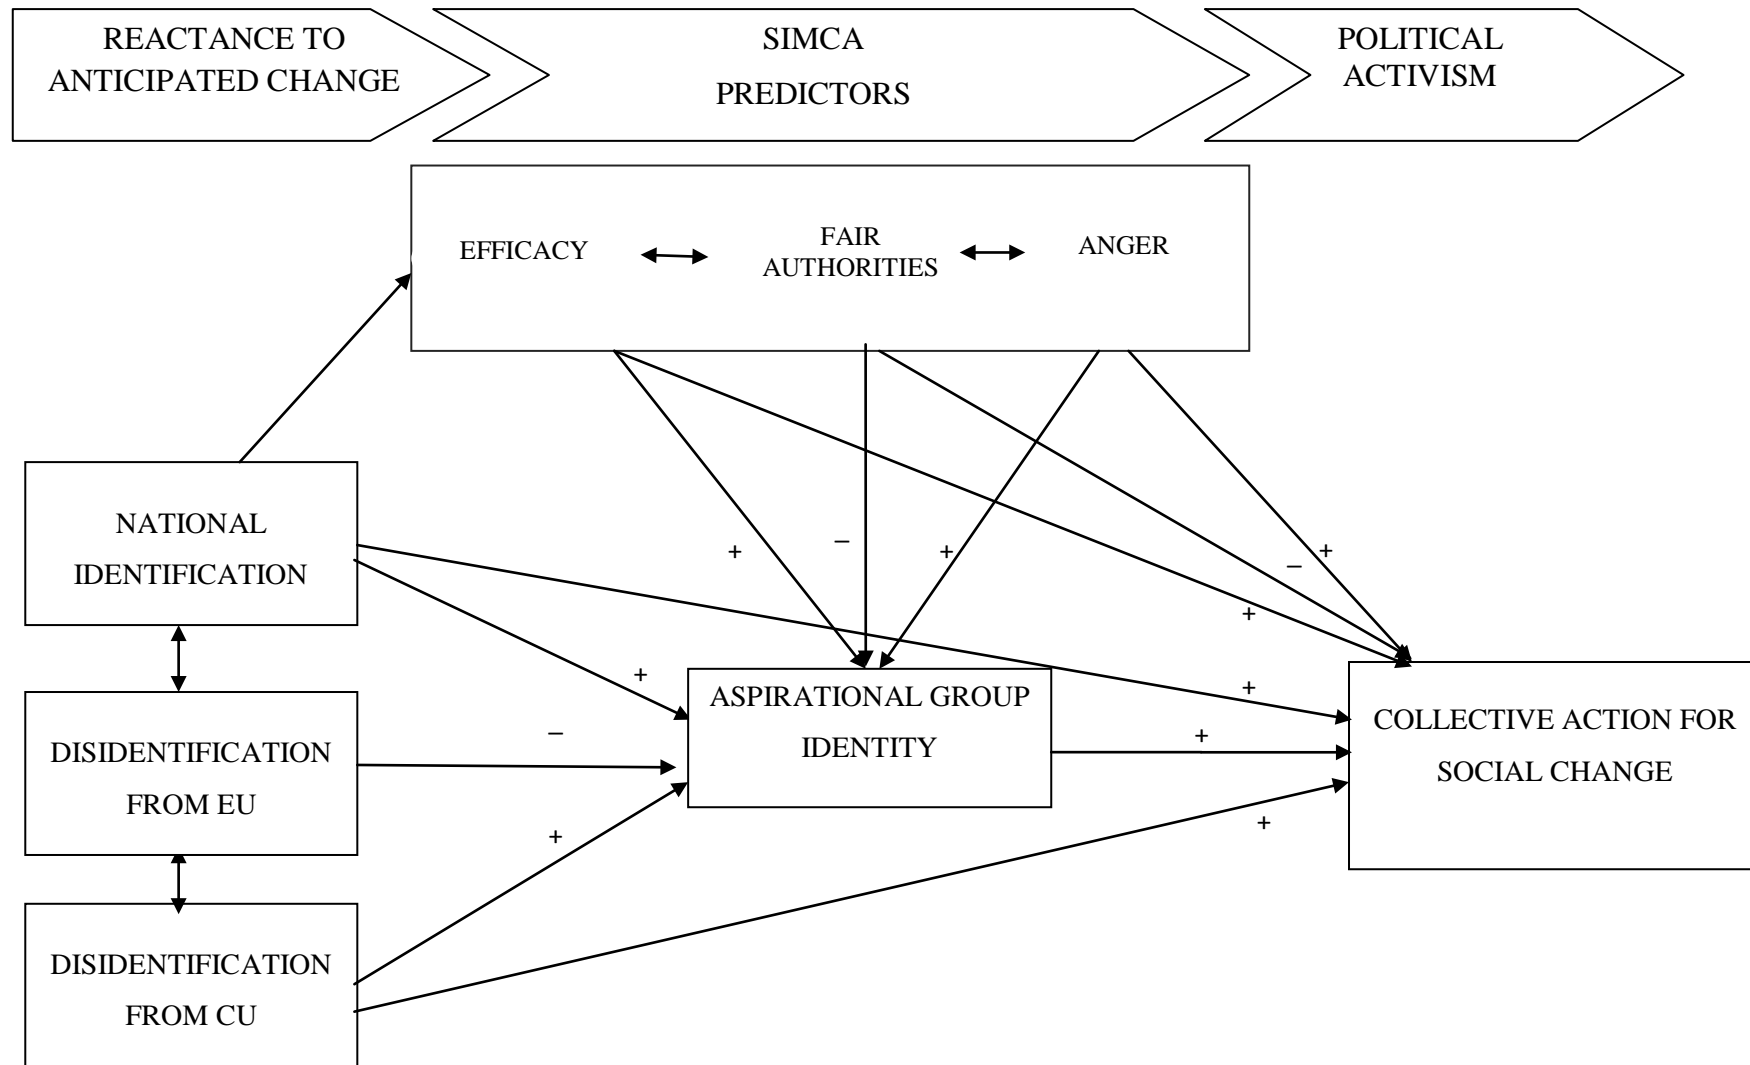 REACTANCE TO
ANTICIPATED CHANGE
SIMCA
PREDICTORS
POLITICAL
ACTIVISM
EFFICACY
FAIR
AUTHORITIES
ANGER
NATIONAL
IDENTIFICATION
+
–
+
+
–
+
+
+
ASPIRATIONAL GROUP
IDENTITY
+
COLLECTIVE ACTION FOR
SOCIAL CHANGE
DISIDENTIFICATION
FROM EU
–
+
+
DISIDENTIFICATION
FROM CU